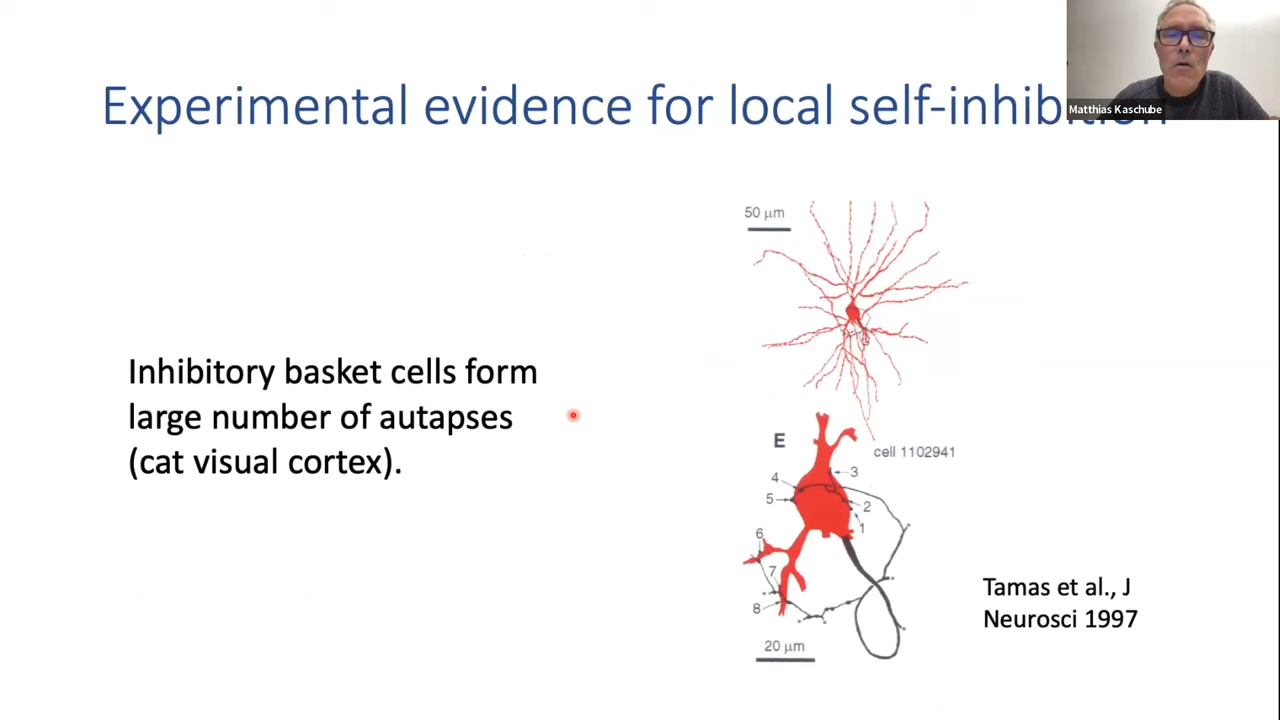 Experimental evidence for local self-inhibition
Matthias Kaschube
50 μm
Inhibitory basket cells form
large number of autapses
(cat visual cortex).
E
cell 1102941
3
4
5
2
1
6
7
8
20 μm
Tamas et al., J
Neurosci 1997